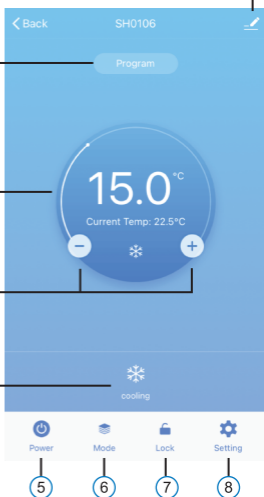 Back SH0106
Program
15.0 °C
Current Temp: 22.5°C
cooling
Power Mode Lock Setting
5 6 7 8